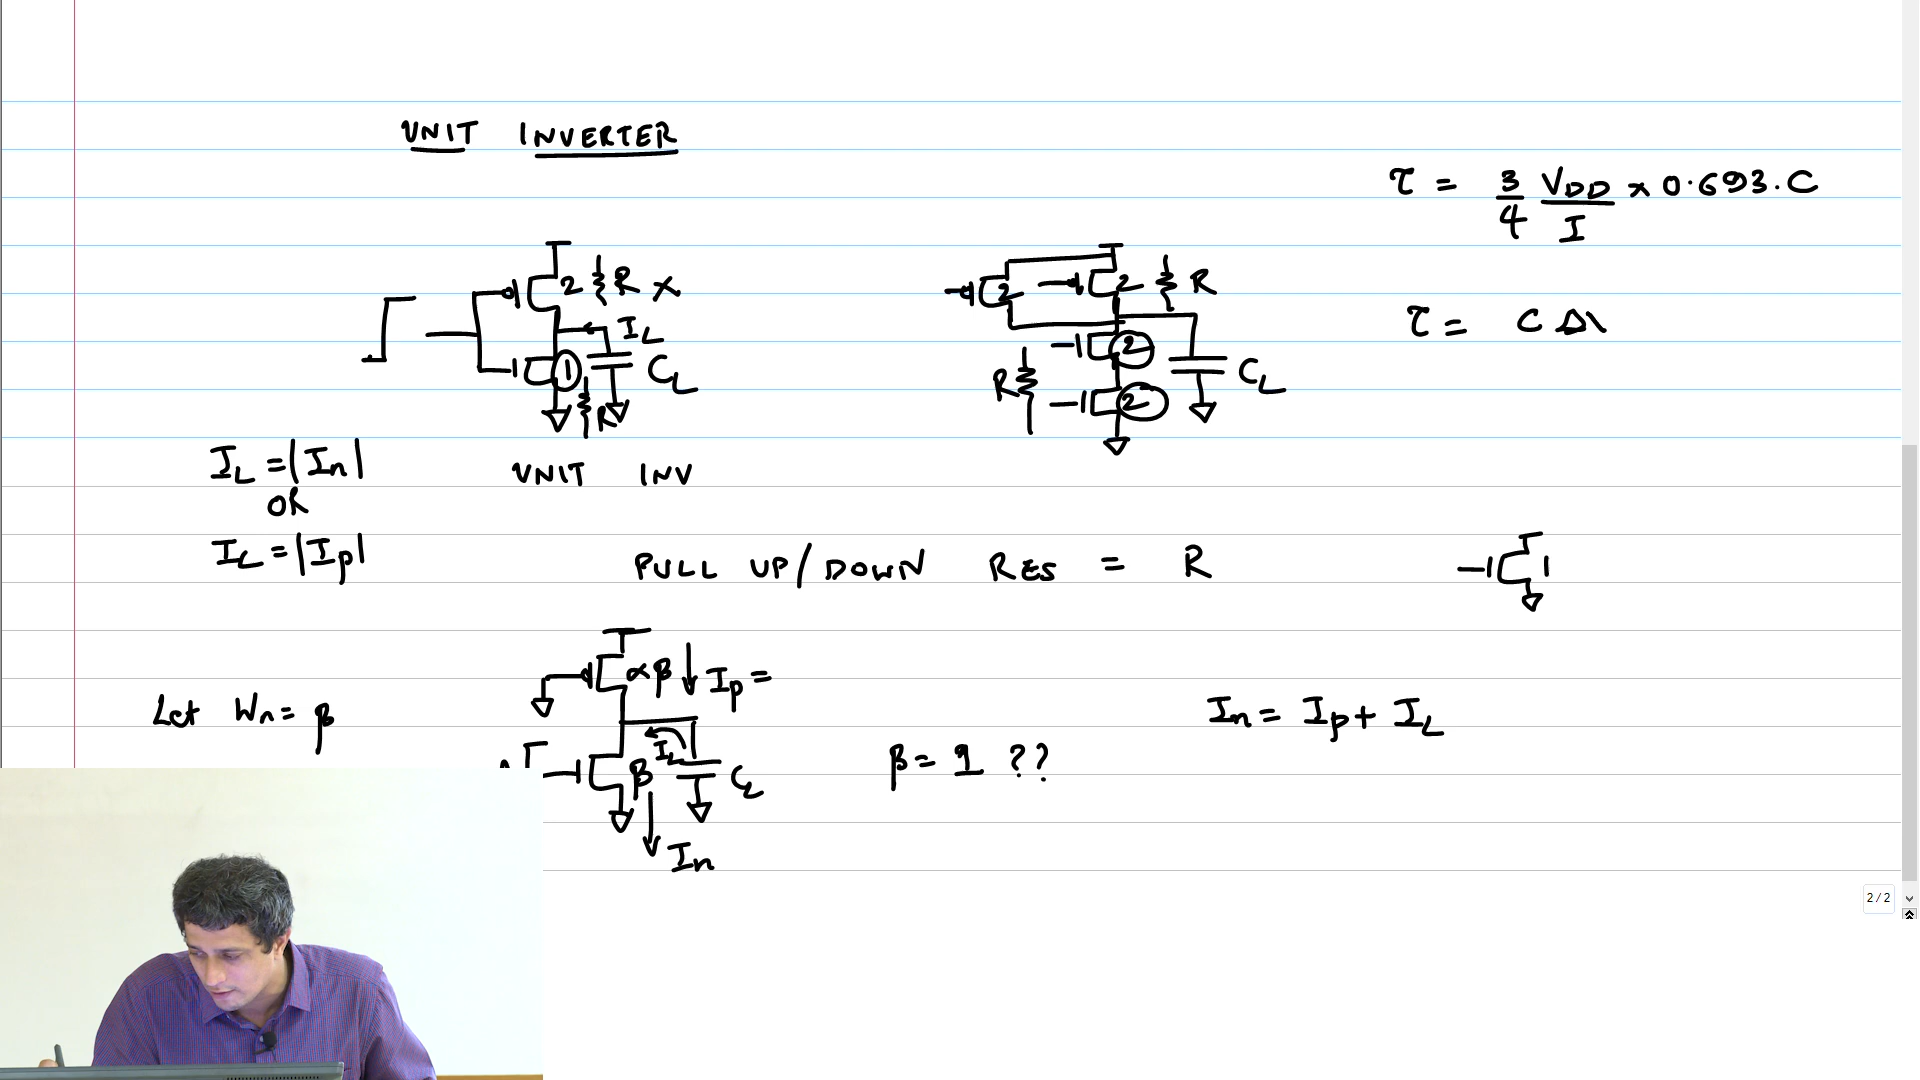 UNIT INVERTER
τ = 3/4 VDD/I × 0.693.C
2 R X
IL
1
CL
R
2 2 R
2
R
2
CL
τ = C Δ
IL = |In|
OR
IL = |Ip|
UNIT INV
PULL UP/DOWN RES = R
1
Let Wn = β
αβ
Ip =
IL
β
CL
In
β = 1 ??
In = Ip + IL
2 / 2